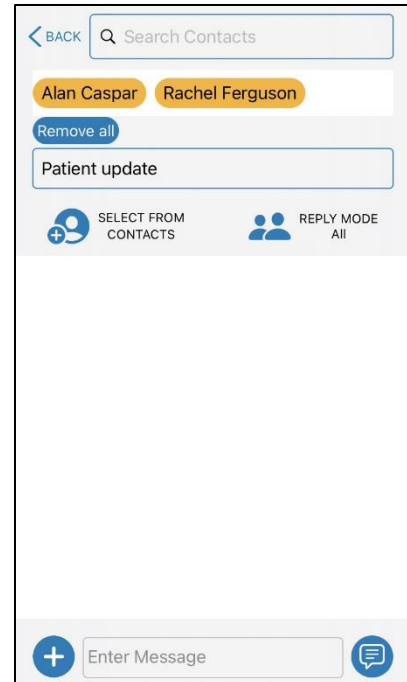 BACK
Search Contacts
Alan Caspar Rachel Ferguson
Remove all
Patient update
SELECT FROM
CONTACTS
REPLY MODE
All
Enter Message